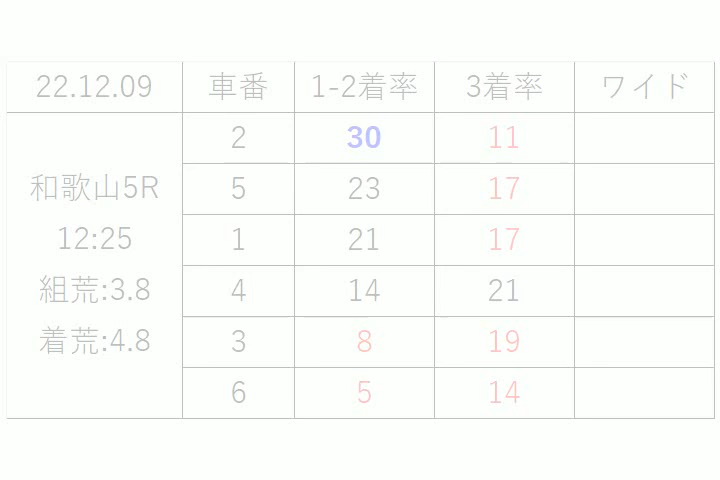 22.12.09 車番 1-2着率 3着率 ワイド
2 30 11
和歌山5R 5 23 17
12:25 1 21 17
組荒:3.8 4 14 21
着荒:4.8 3 8 19
6 5 14